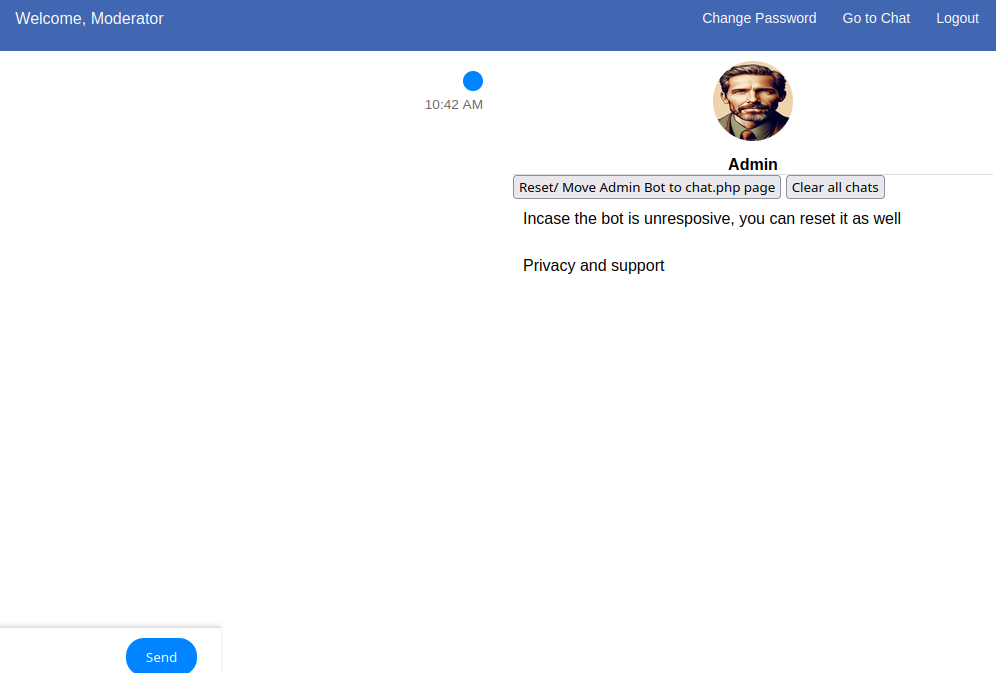 Welcome, Moderator
Change Password Go to Chat Logout
10:42 AM
Admin
Reset/ Move Admin Bot to chat.php page Clear all chats
Incase the bot is unresposive, you can reset it as well
Privacy and support
Send